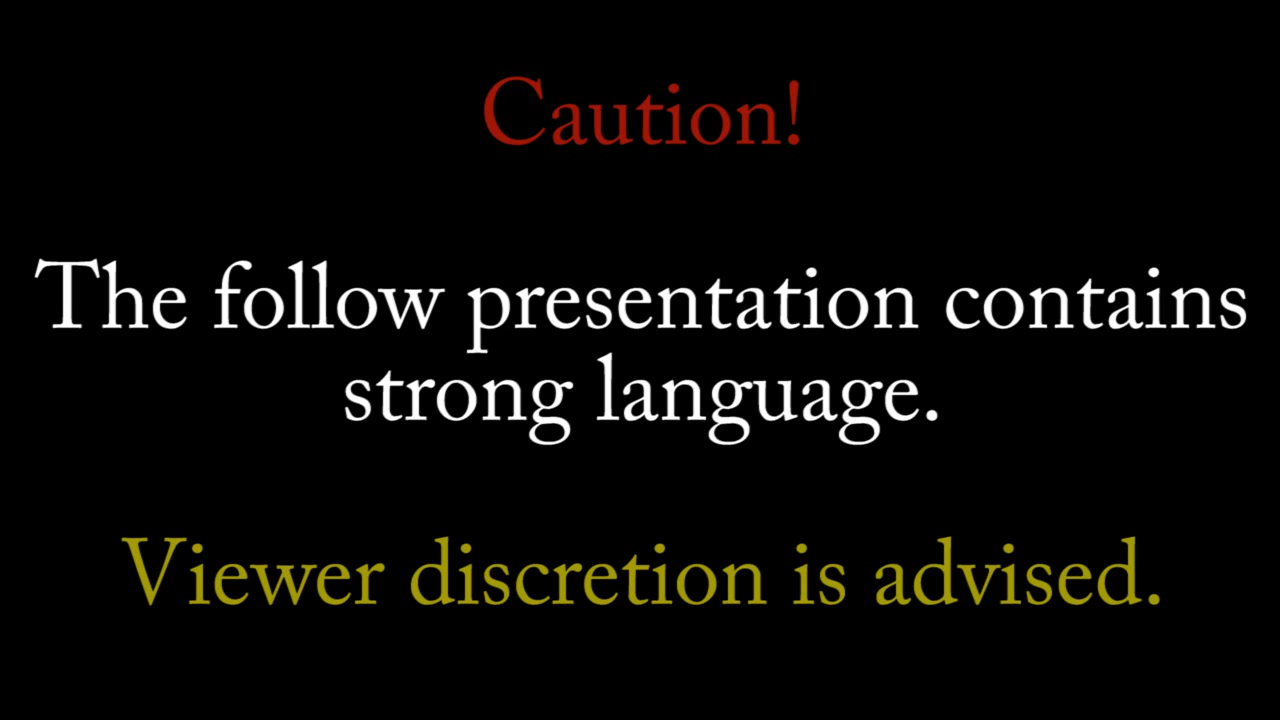 Caution!
The follow presentation contains
strong language.
Viewer discretion is advised.